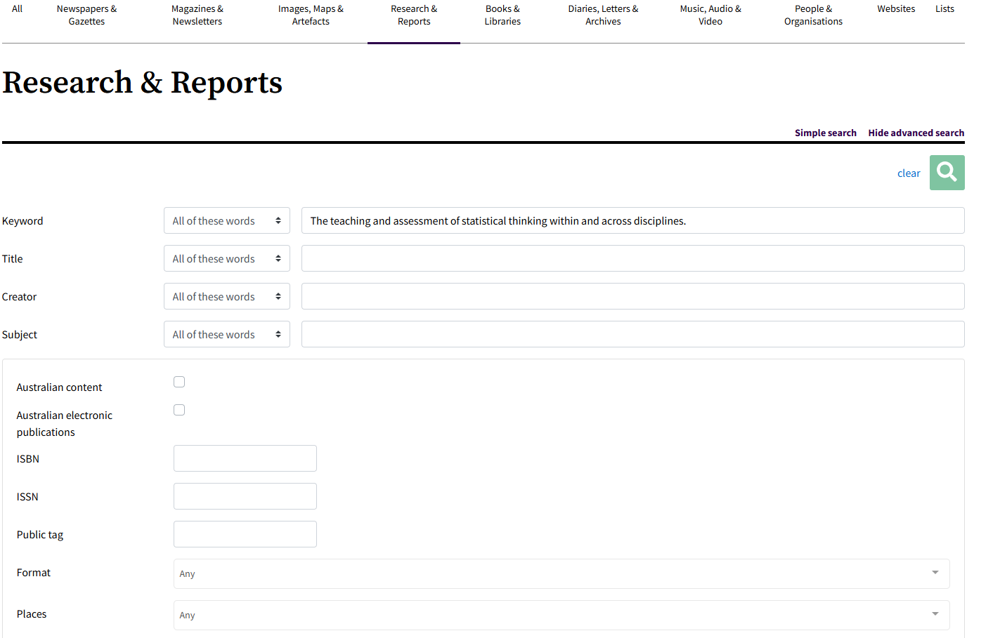 All
Newspapers &
Gazettes
Magazines &
Newsletters
Images, Maps &
Artefacts
Research &
Reports
Books &
Libraries
Diaries, Letters &
Archives
Music, Audio &
Video
People &
Organisations
Websites
Lists
Research & Reports
Simple search Hide advanced search
clear
Keyword All of these words The teaching and assessment of statistical thinking within and across disciplines.
Title All of these words
Creator All of these words
Subject All of these words
Australian content
Australian electronic
publications
ISBN
ISSN
Public tag
Format Any
Places Any